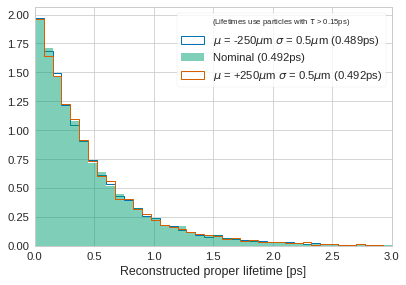 (Lifetimes use particles with τ > 0.15ps)
μ = -250μm σ = 0.5μm (0.489ps)
Nominal (0.492ps)
μ = +250μm σ = 0.5μm (0.492ps)
2.00
1.75
1.50
1.25
1.00
0.75
0.50
0.25
0.00
0.0 0.5 1.0 1.5 2.0 2.5 3.0
Reconstructed proper lifetime [ps]